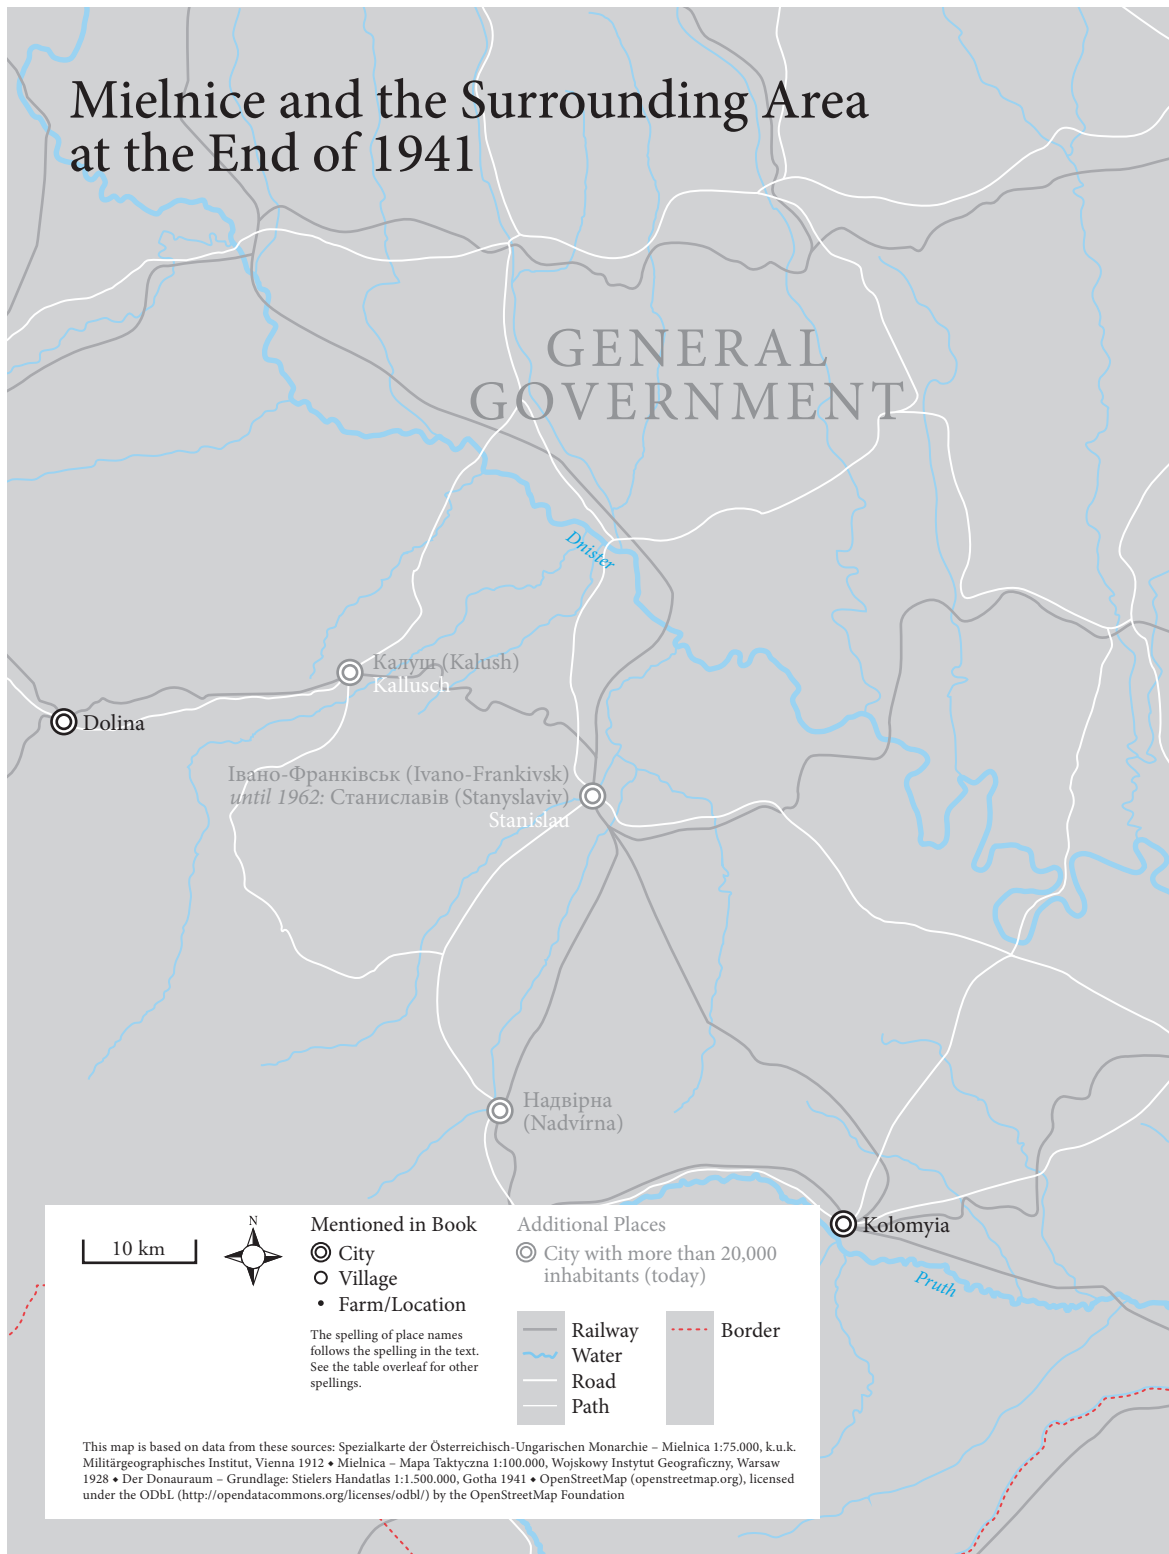 Mielnice and the Surrounding Area
at the End of 1941
GENERAL
GOVERNMENT
Dnister
Калуш (Kalush)
Kallusch
Dolina
Івано-Франківськ (Ivano-Frankivsk)
until 1962: Станиславів (Stanyslaviv)
Stanislau
Надвірна
(Nadvírna)
Kolomyia
Pruth
10 km
N
Mentioned in Book
City
Village
Farm/Location
The spelling of place names
follows the spelling in the text.
See the table overleaf for other
spellings.
Additional Places
City with more than 20,000
inhabitants (today)
Railway
Water
Road
Path
Border
This map is based on data from these sources: Spezialkarte der Österreichisch-Ungarischen Monarchie – Mielnica 1:75.000, k.u.k.
Militärgeographisches Institut, Vienna 1912 ◆ Mielnica – Mapa Taktyczna 1:100.000, Wojskowy Instytut Geograficzny, Warsaw
1928 ◆ Der Donauraum – Grundlage: Stielers Handatlas 1:1.500.000, Gotha 1941 ◆ OpenStreetMap (openstreetmap.org), licensed
under the ODbL (http://opendatacommons.org/licenses/odbl/) by the OpenStreetMap Foundation